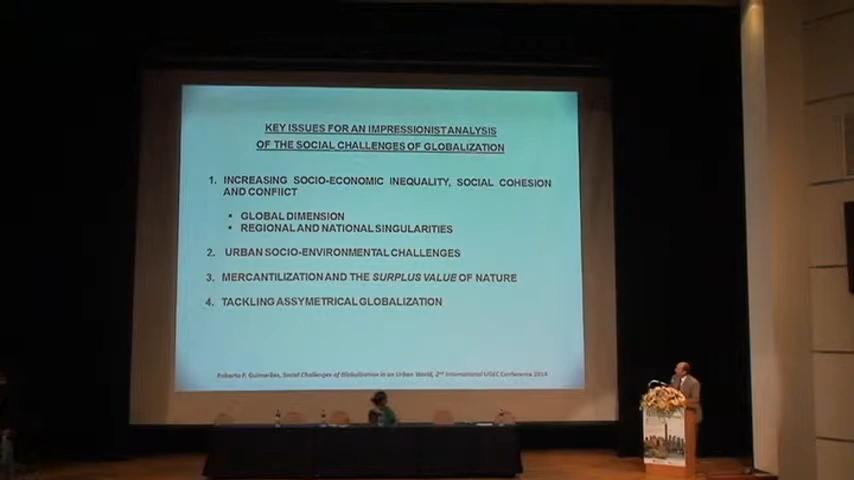 KEY ISSUES FOR AN IMPRESSIONIST ANALYSIS
OF THE SOCIAL CHALLENGES OF GLOBALIZATION
1. INCREASING SOCIO-ECONOMIC INEQUALITY, SOCIAL COHESION
AND CONFLICT
▪ GLOBAL DIMENSION
▪ REGIONAL AND NATIONAL SINGULARITIES
2. URBAN SOCIO-ENVIRONMENTAL CHALLENGES
3. MERCANTILIZATION AND THE SURPLUS VALUE OF NATURE
4. TACKLING ASSYMETRICAL GLOBALIZATION
Roberto P. Guimarães, Social Challenges of Globalization in an Urban World, 2nd International UGEC Conference 2014